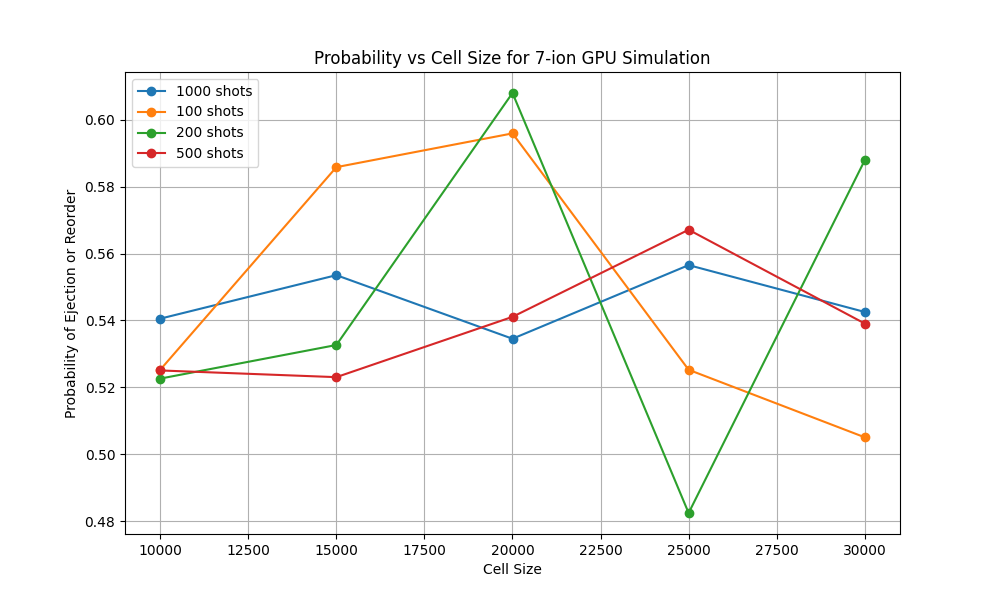 Probability vs Cell Size for 7-ion GPU Simulation
1000 shots
100 shots
200 shots
500 shots
Probability of Ejection or Reorder
0.60
0.58
0.56
0.54
0.52
0.50
0.48
10000 12500 15000 17500 20000 22500 25000 27500 30000
Cell Size